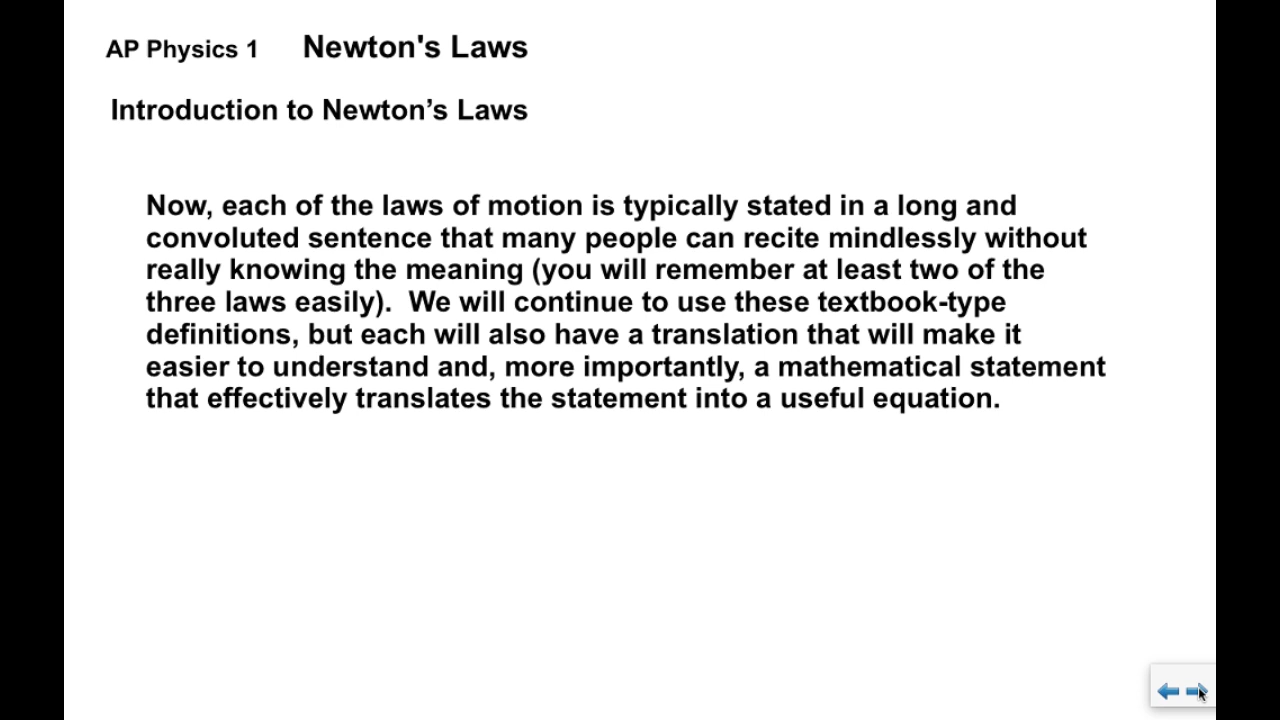 AP Physics 1 Newton's Laws
Introduction to Newton’s Laws
Now, each of the laws of motion is typically stated in a long and
convoluted sentence that many people can recite mindlessly without
really knowing the meaning (you will remember at least two of the
three laws easily).  We will continue to use these textbook-type
definitions, but each will also have a translation that will make it
easier to understand and, more importantly, a mathematical statement
that effectively translates the statement into a useful equation.